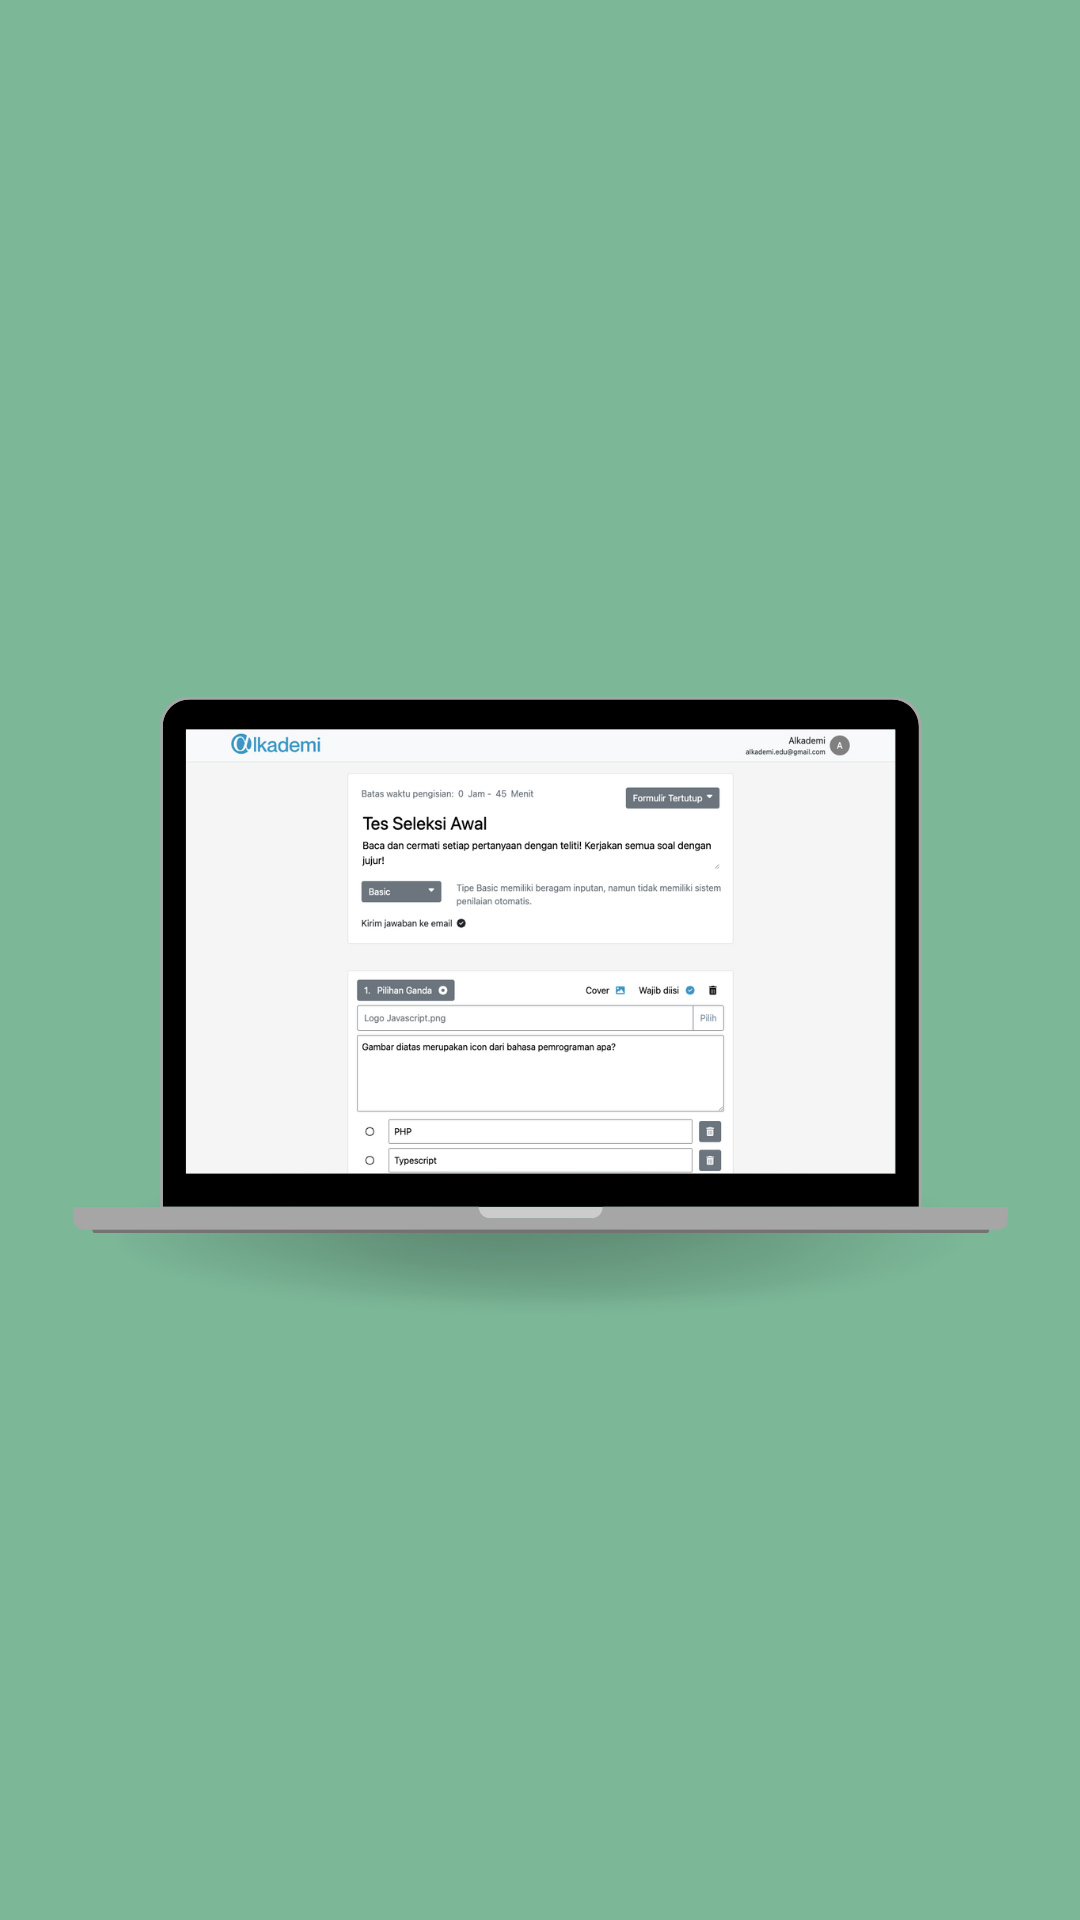 alkademi
Alkademi
alkademi.edu@gmail.com
A
Batas waktu pengisian: 0 Jam - 45 Menit
Formulir Tertutup
Tes Seleksi Awal
Baca dan cermati setiap pertanyaan dengan teliti! Kerjakan semua soal dengan
jujur!
Basic
Tipe Basic memiliki beragam inputan, namun tidak memiliki sistem
penilaian otomatis.
Kirim jawaban ke email
1. Pilihan Ganda
Cover
Wajib diisi
Logo Javascript.png
Pilih
Gambar diatas merupakan icon dari bahasa pemrograman apa?
PHP
Typescript